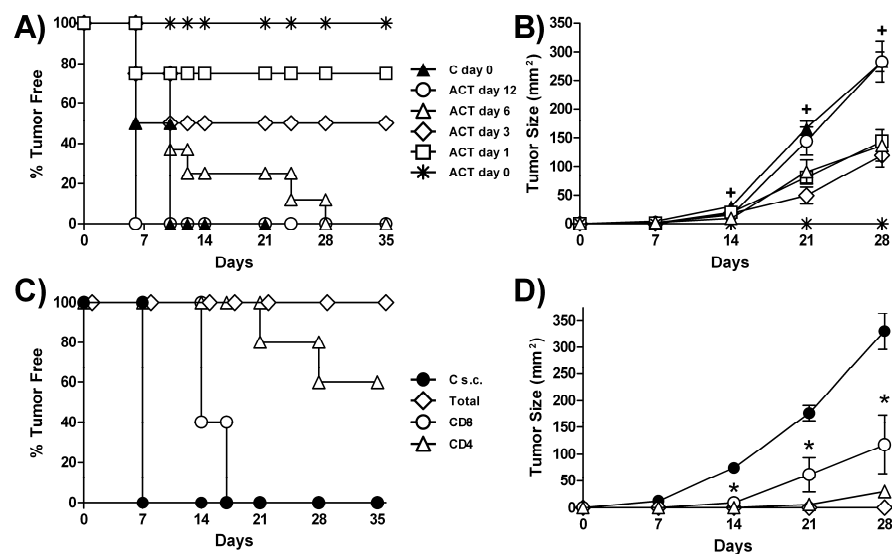 A)
% Tumor Free
100
80
60
40
20
0
0 7 14 21 28 35
Days
C day 0
ACT day 12
ACT day 6
ACT day 3
ACT day 1
ACT day 0
B)
Tumor Size (mm²)
350
300
250
200
150
100
50
0
+ + +
0 7 14 21 28
Days
C)
% Tumor Free
100
80
60
40
20
0
0 7 14 21 28 35
Days
C s.c.
Total
CD8
CD4
D)
Tumor Size (mm²)
350
300
250
200
150
100
50
0
* * *
0 7 14 21 28
Days